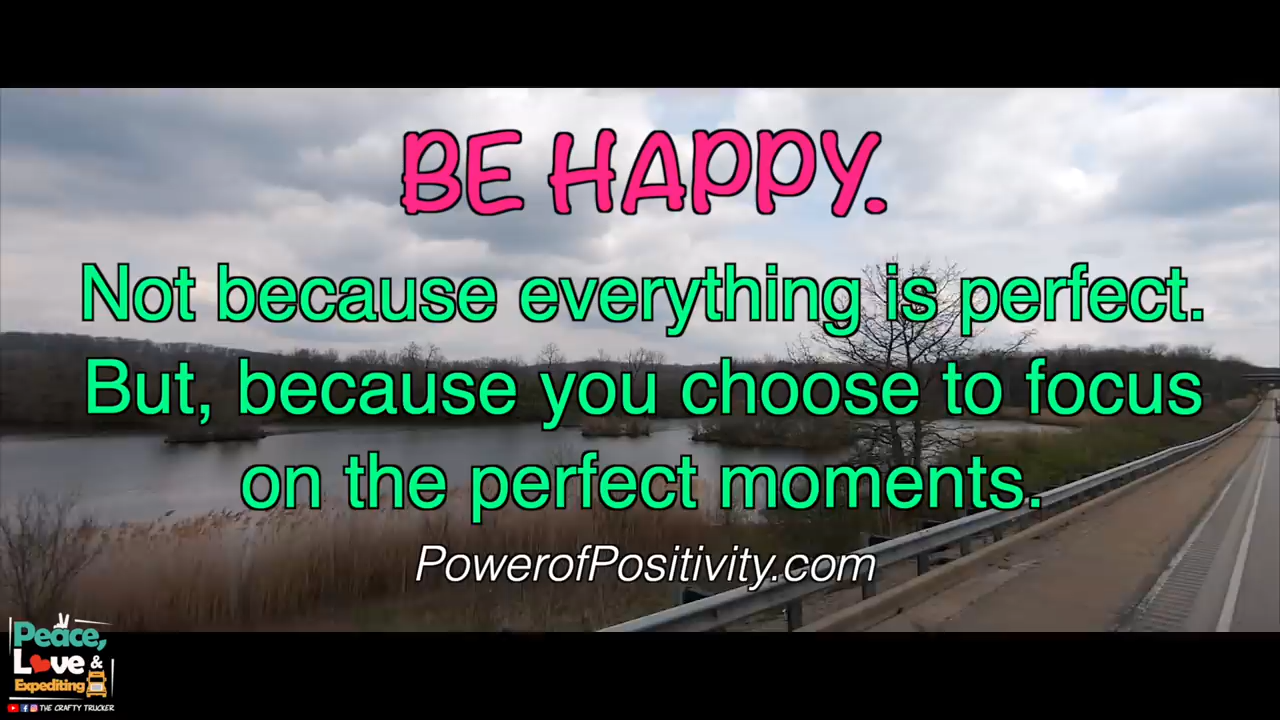 BE HAPPY.
Not because everything is perfect.
But, because you choose to focus
on the perfect moments.
PowerofPositivity.com
Peace,
Love &
Expediting
THE CRAFTY TRUCKER